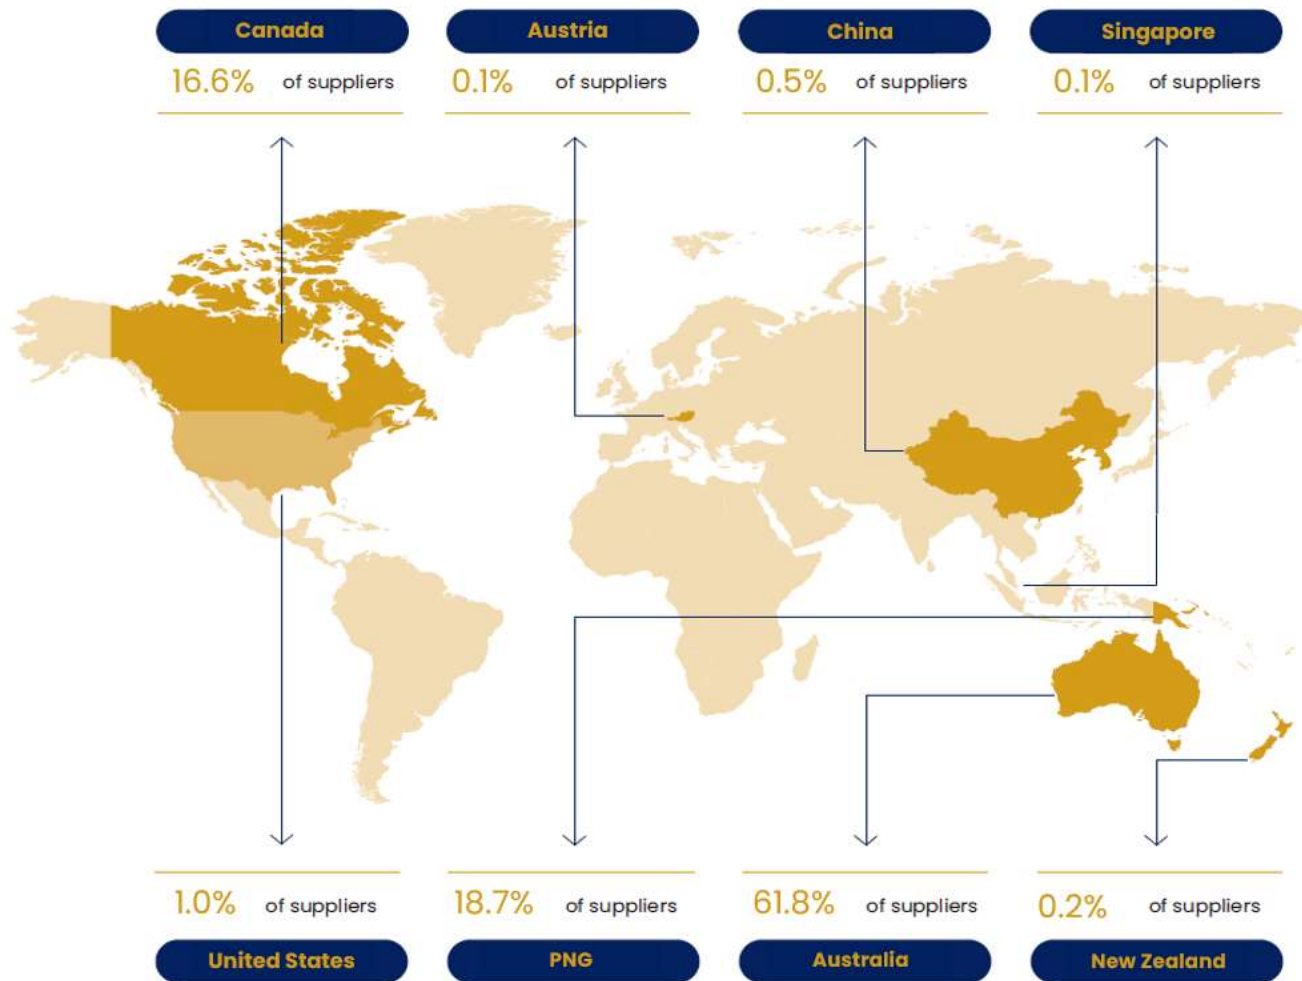 Canada
16.6% of suppliers
Austria
0.1% of suppliers
China
0.5% of suppliers
Singapore
0.1% of suppliers
1.0% of suppliers
United States
18.7% of suppliers
PNG
61.8% of suppliers
Australia
0.2% of suppliers
New Zealand